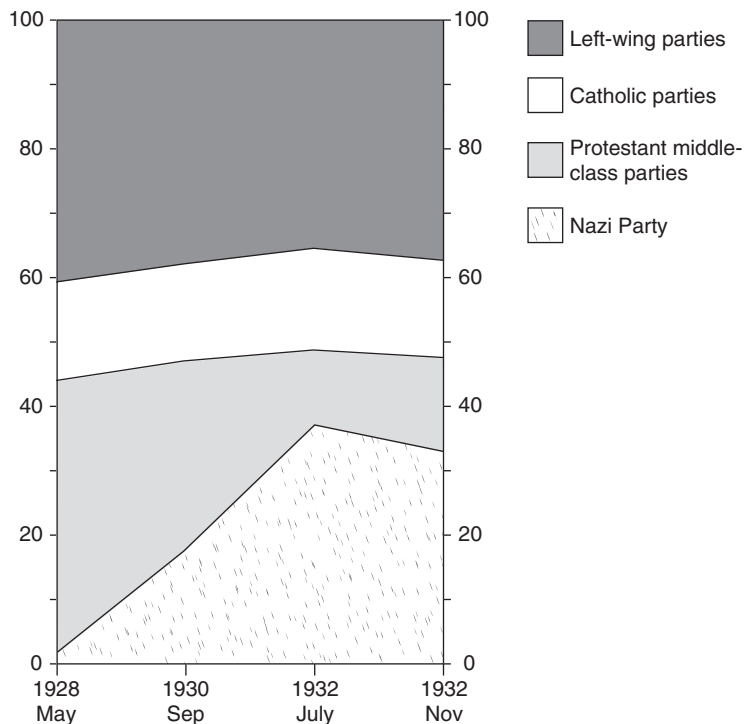 100
80
60
40
20
0
100
80
60
40
20
0
1928
May
1930
Sep
1932
July
1932
Nov
Left-wing parties
Catholic parties
Protestant middle-
class parties
Nazi Party